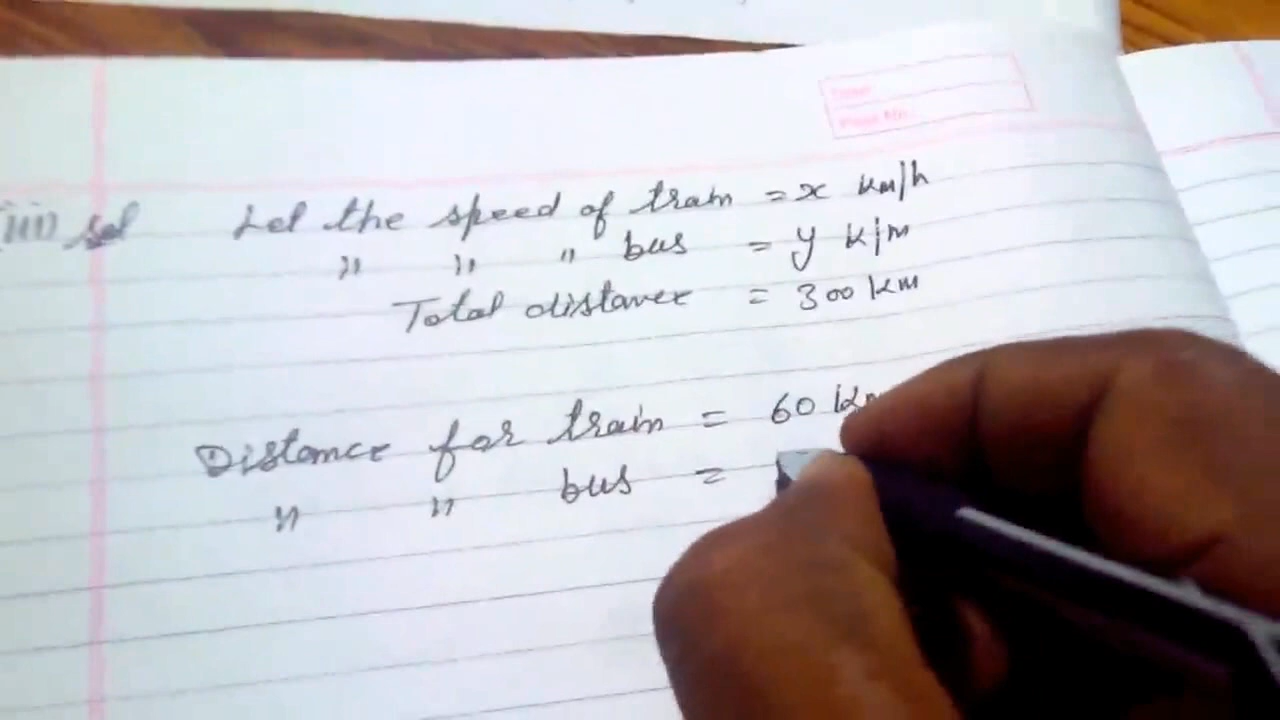 (iii) Sol Let the speed of train = x km/h
" " " bus = y k/m
Total distance = 300 km
Distance for train = 60 Km
" " bus =